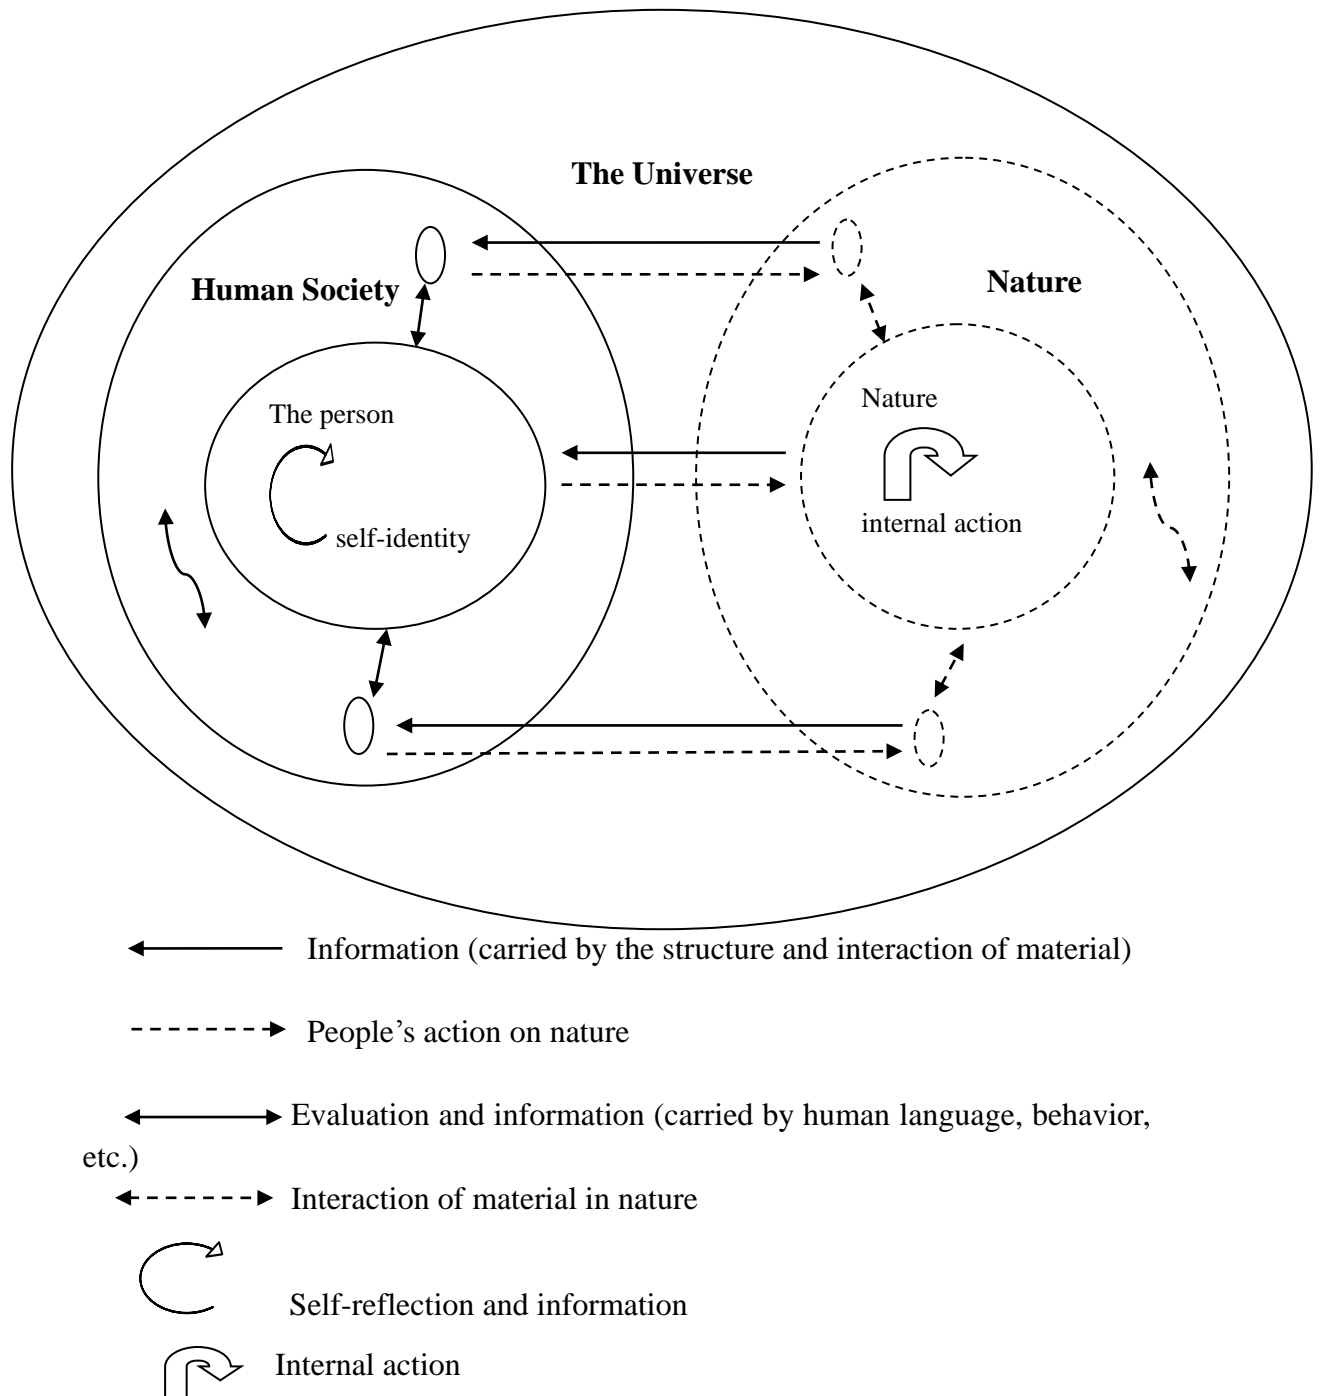 The Universe
Human Society
Nature
The person
self-identity
Nature
internal action
Information (carried by the structure and interaction of material)
People’s action on nature
Evaluation and information (carried by human language, behavior,
etc.)
Interaction of material in nature
Self-reflection and information
Internal action